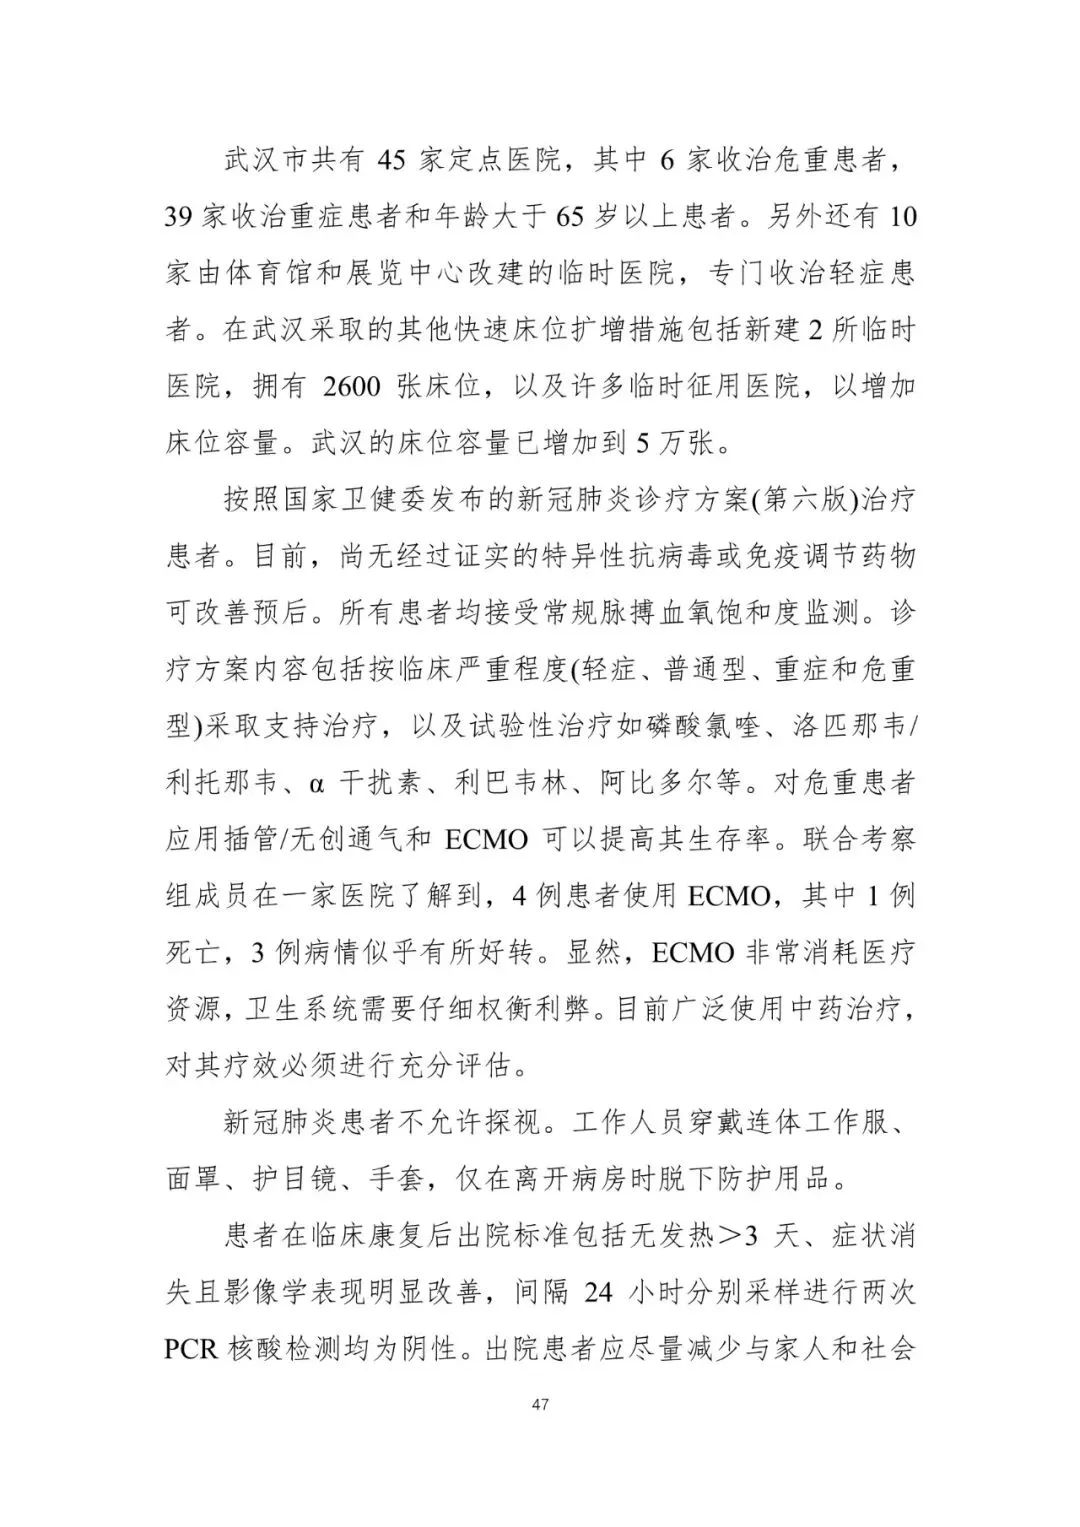 武汉市共有 45 家定点医院，其中 6 家收治危重患者，
39 家收治重症患者和年龄大于 65 岁以上患者。另外还有 10
家由体育馆和展览中心改建的临时医院，专门收治轻症患
者。在武汉采取的其他快速床位扩增措施包括新建 2 所临时
医院，拥有 2600 张床位，以及许多临时征用医院，以增加
床位容量。武汉的床位容量已增加到 5 万张。
按照国家卫健委发布的新冠肺炎诊疗方案(第六版)治疗
患者。目前，尚无经过证实的特异性抗病毒或免疫调节药物
可改善预后。所有患者均接受常规脉搏血氧饱和度监测。诊
疗方案内容包括按临床严重程度(轻症、普通型、重症和危重
型)采取支持治疗，以及试验性治疗如磷酸氯喹、洛匹那韦/
利托那韦、α 干扰素、利巴韦林、阿比多尔等。对危重患者
应用插管/无创通气和 ECMO 可以提高其生存率。联合考察
组成员在一家医院了解到，4 例患者使用 ECMO，其中 1 例
死亡，3 例病情似乎有所好转。显然，ECMO 非常消耗医疗
资源，卫生系统需要仔细权衡利弊。目前广泛使用中药治疗，
对其疗效必须进行充分评估。
新冠肺炎患者不允许探视。工作人员穿戴连体工作服、
面罩、护目镜、手套，仅在离开病房时脱下防护用品。
患者在临床康复后出院标准包括无发热＞3 天、症状消
失且影像学表现明显改善，间隔 24 小时分别采样进行两次
PCR 核酸检测均为阴性。出院患者应尽量减少与家人和社会
47